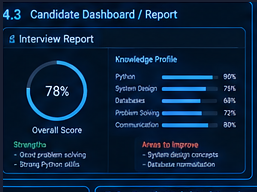 4.3 Candidate Dashboard / Report
Interview Report
78%
Overall Score
Knowledge Profile
Python 90%
System Design 75%
Databases 68%
Problem Solving 72%
Communication 80%
Strengths
- Good problem solving
- Strong Python skills
Areas to Improve
- System design concepts
- Database normalization